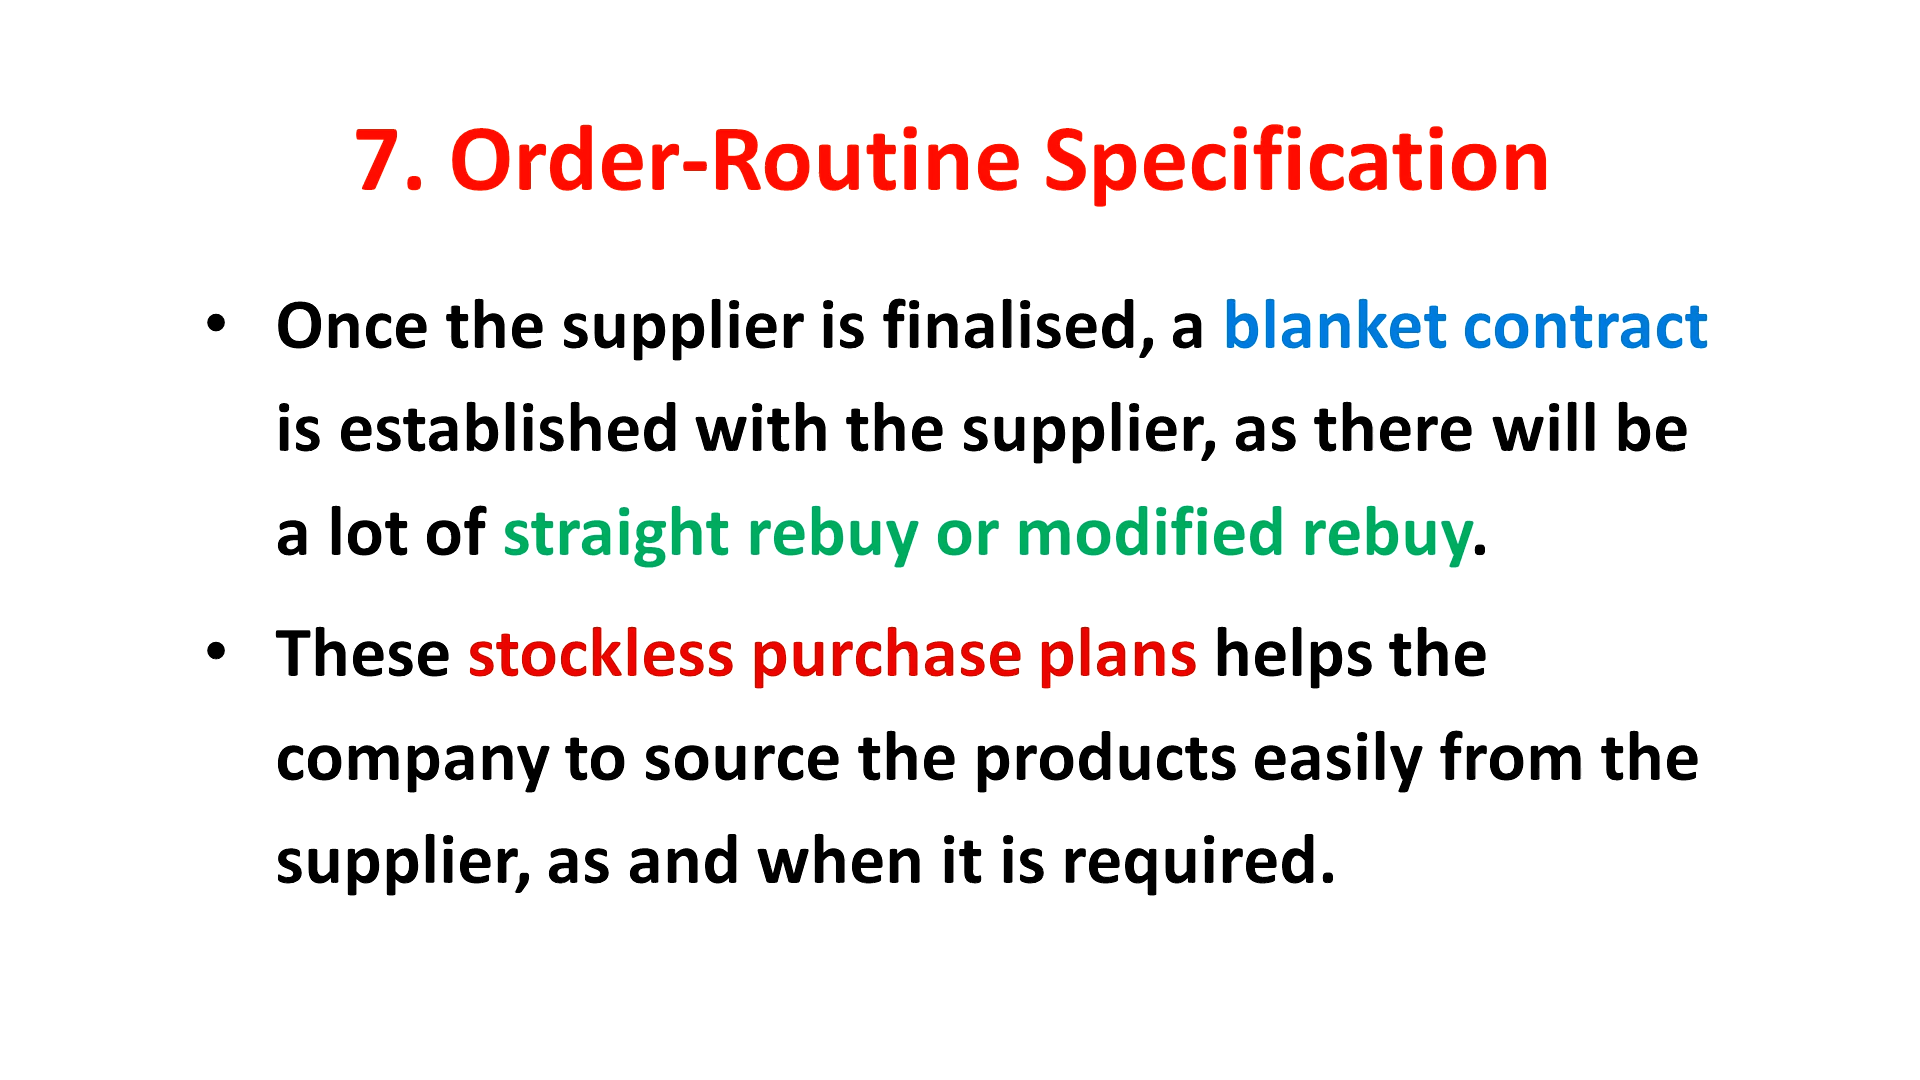 7. Order-Routine Specification
• Once the supplier is finalised, a blanket contract
is established with the supplier, as there will be
a lot of straight rebuy or modified rebuy.
• These stockless purchase plans helps the
company to source the products easily from the
supplier, as and when it is required.